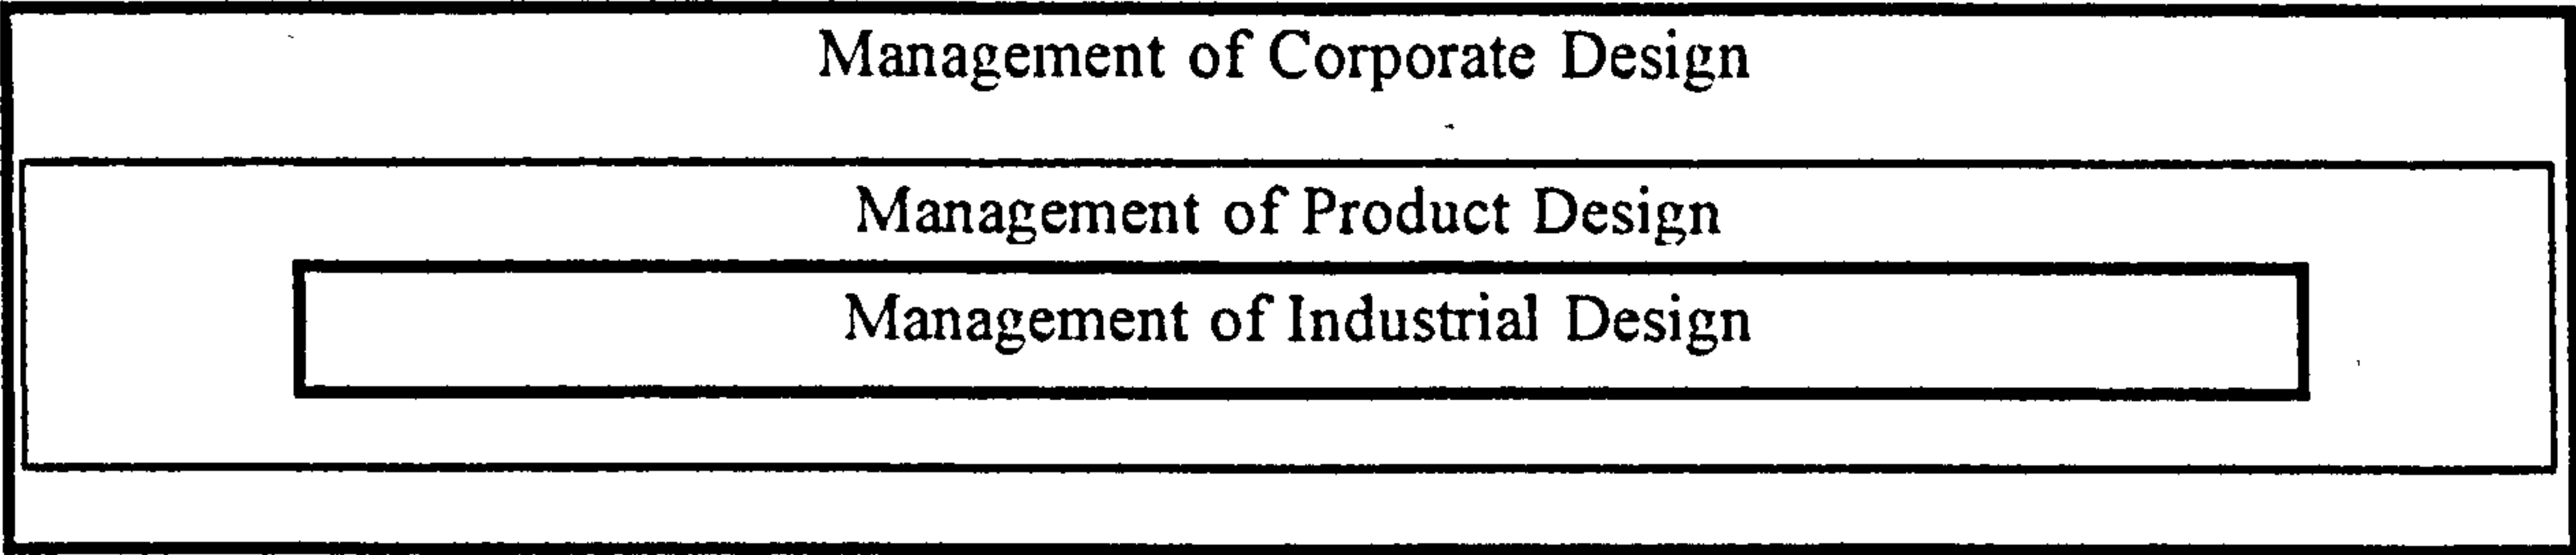 Management of Corporate Design
Management of Product Design
Management of Industrial Design